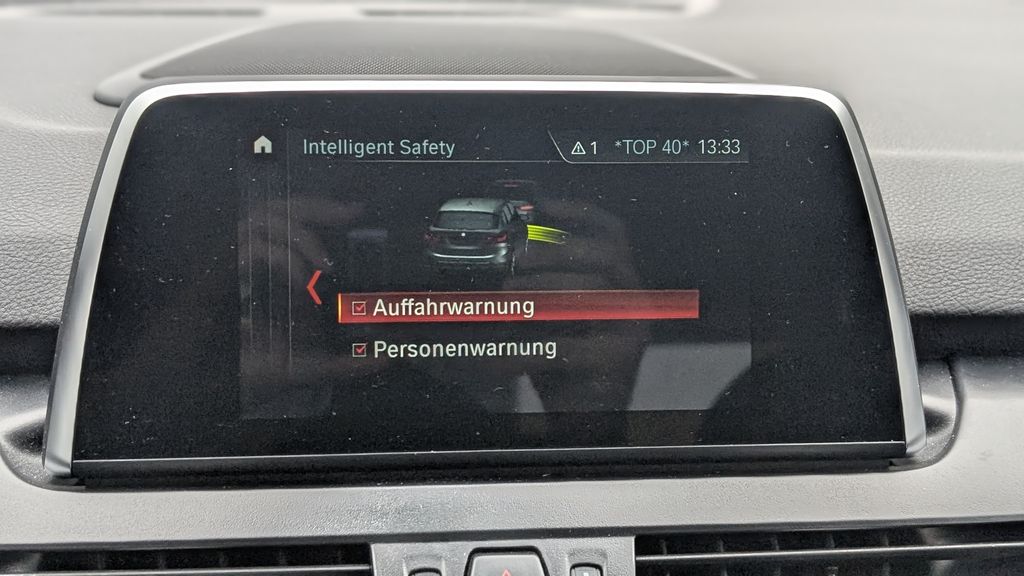 Intelligent Safety
1 *TOP 40* 13:33
Auffahrwarnung
Personenwarnung